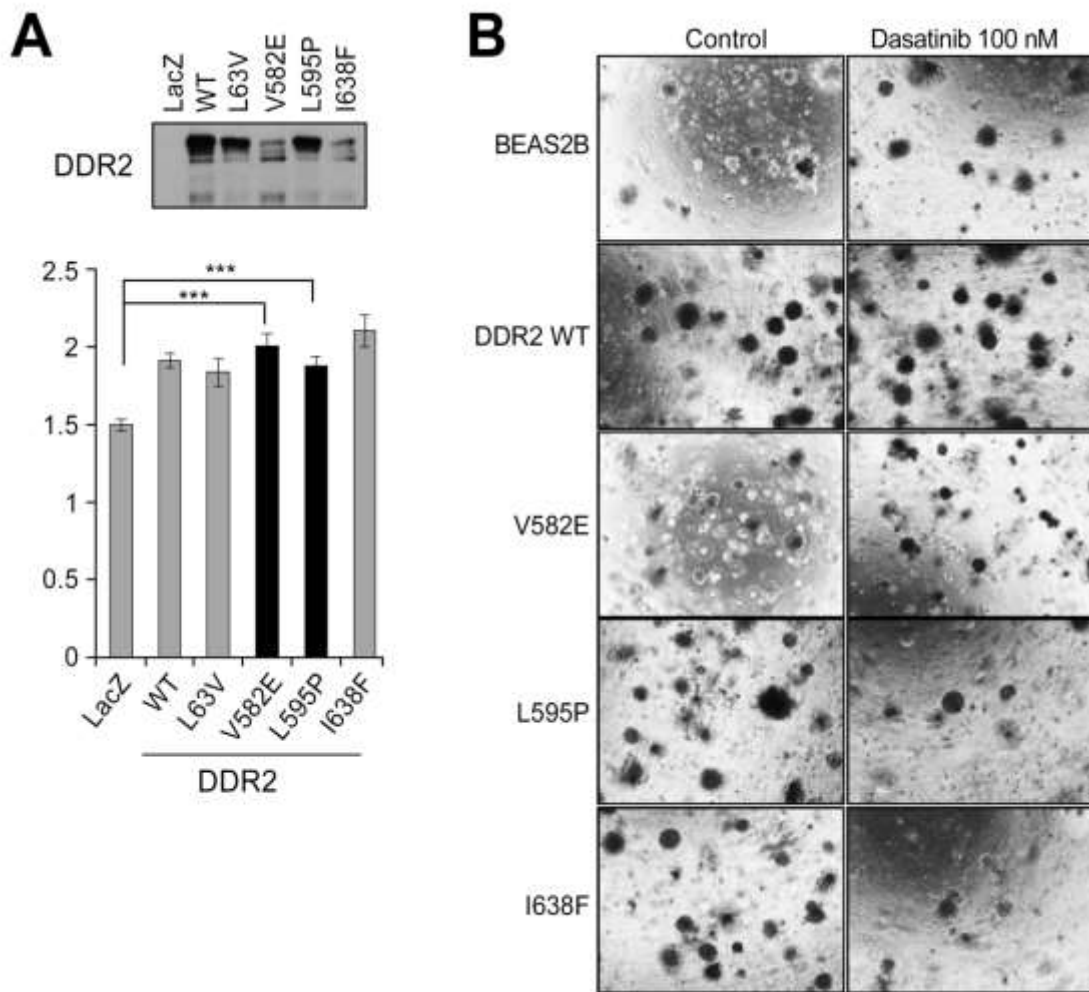 A
LacZ
WT
L63V
V582E
L595P
I638F
DDR2
2.5
2
1.5
1
0.5
0
***
***
LacZ
WT
L63V
V582E
L595P
I638F
DDR2
B
Control
Dasatinib 100 nM
BEAS2B
DDR2 WT
V582E
L595P
I638F